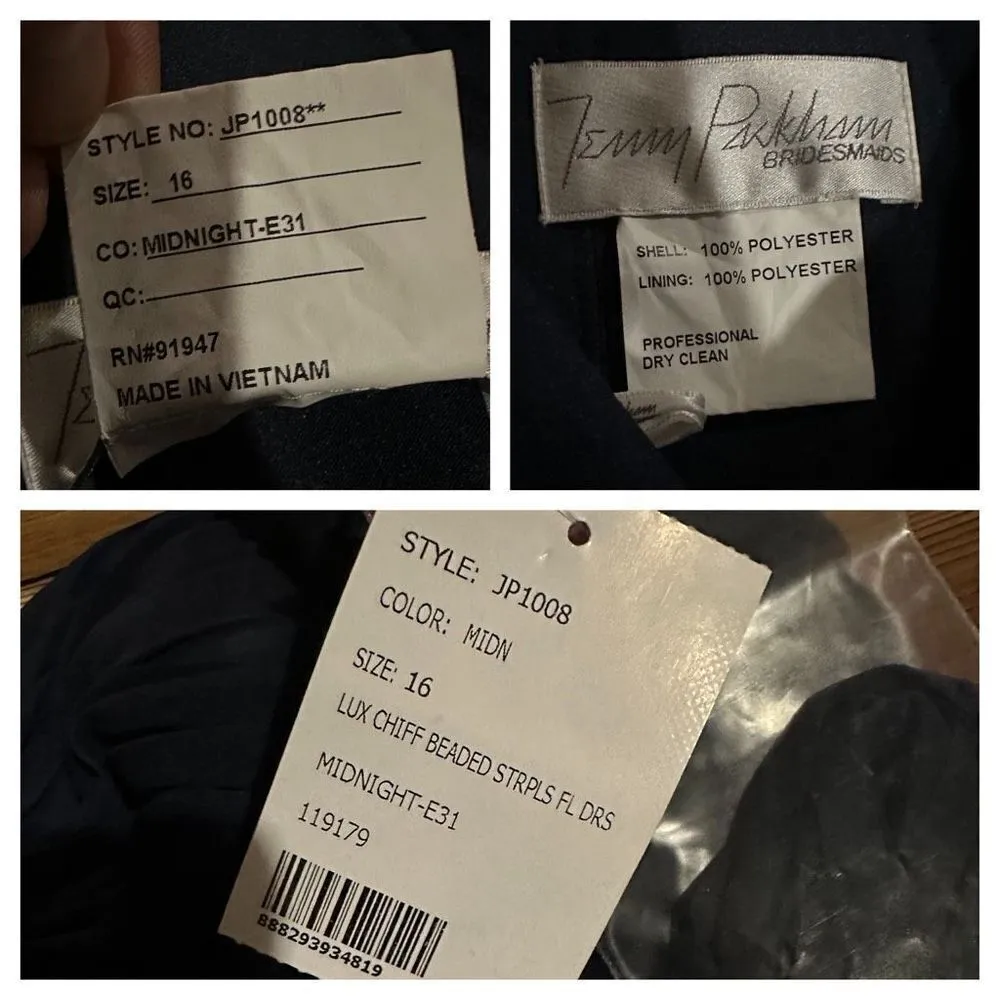 STYLE NO: JP1008**
SIZE: 16
CO: MIDNIGHT-E31
QC:
RN#91947
MADE IN VIETNAM
Jenny Packham
BRIDESMAIDS
SHELL: 100% POLYESTER
LINING: 100% POLYESTER
PROFESSIONAL
DRY CLEAN
STYLE: JP1008
COLOR: MIDN
SIZE: 16
LUX CHIFF BEADED STRPLS FL DRS
MIDNIGHT-E31
119179
888293934819